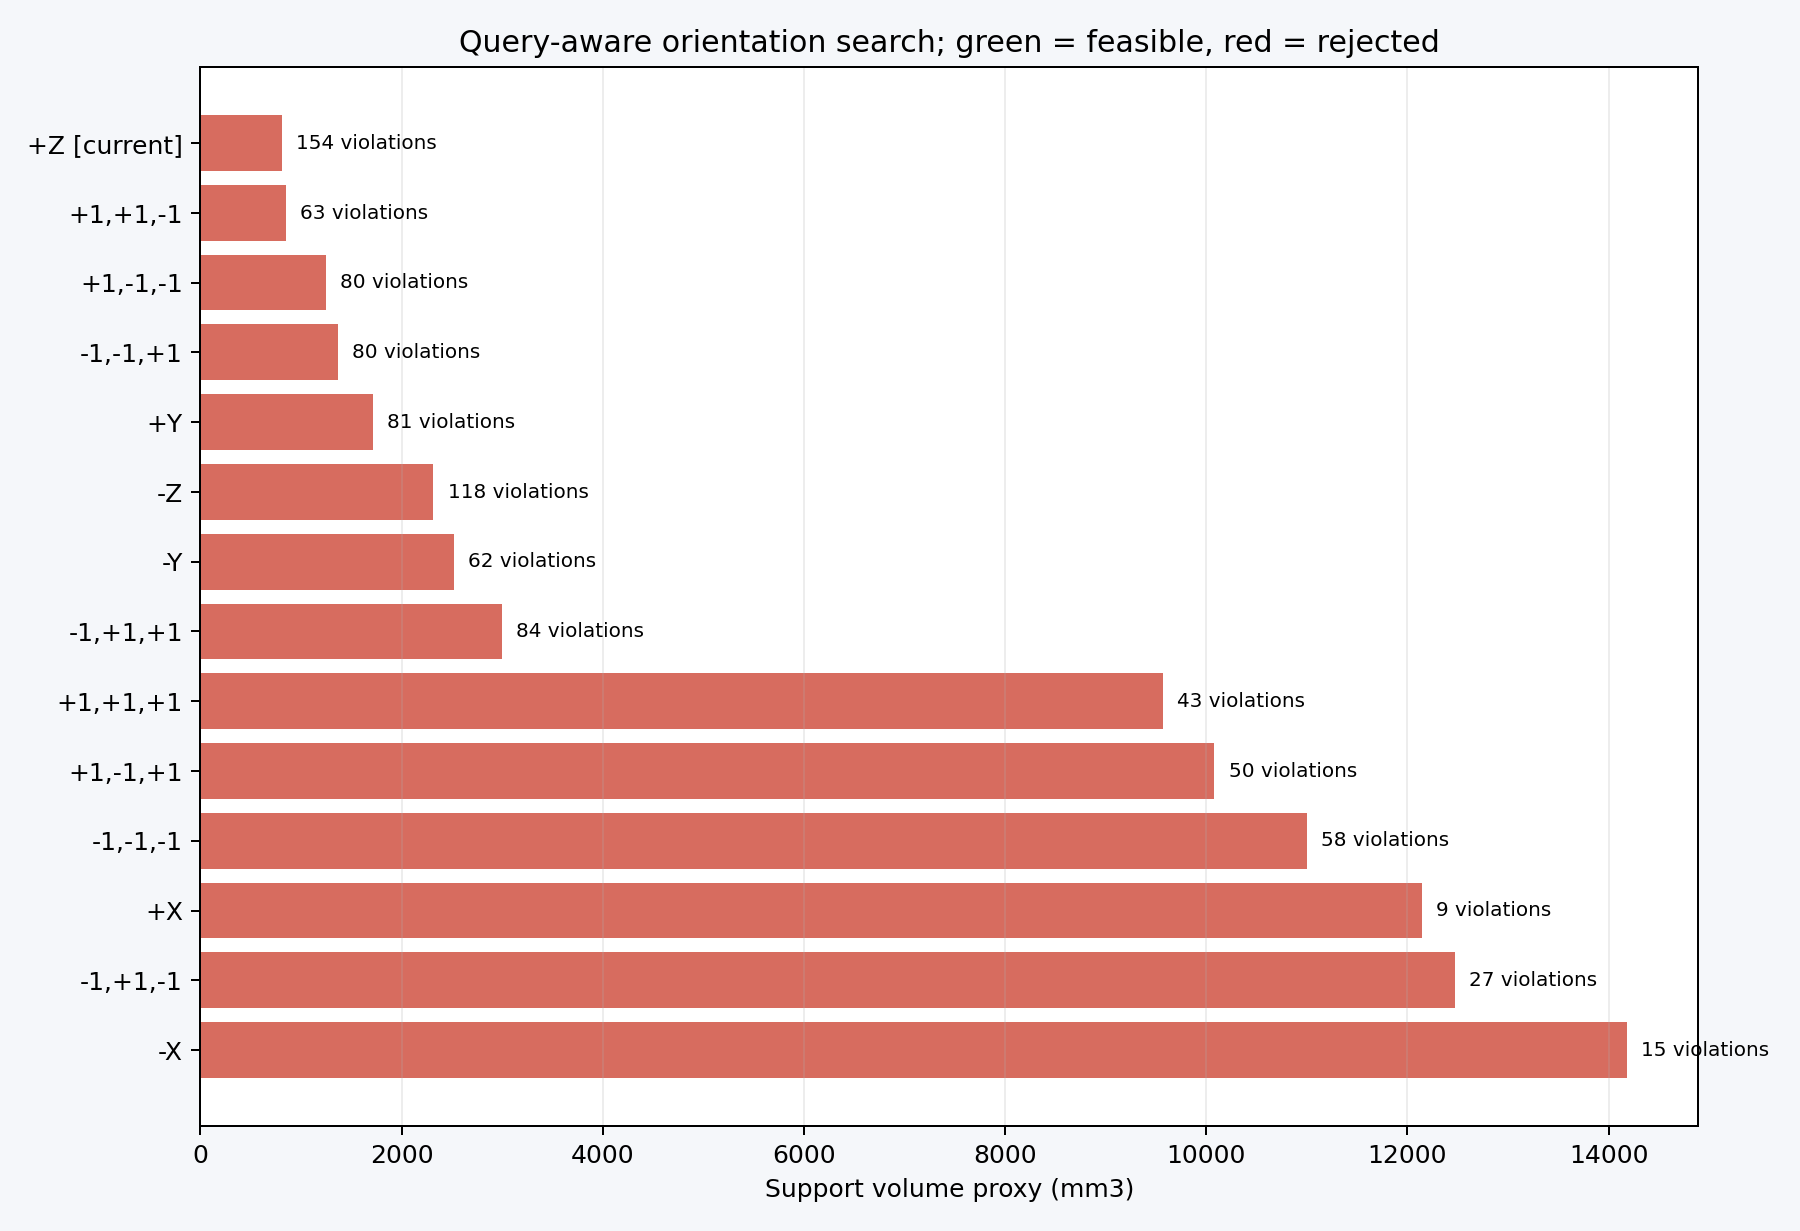 Query-aware orientation search; green = feasible, red = rejected
+Z [current] 154 violations
+1,+1,-1 63 violations
+1,-1,-1 80 violations
-1,-1,+1 80 violations
+Y 81 violations
-Z 118 violations
-Y 62 violations
-1,+1,+1 84 violations
+1,+1,+1 43 violations
+1,-1,+1 50 violations
-1,-1,-1 58 violations
+X 9 violations
-1,+1,-1 27 violations
-X 15 violations
0 2000 4000 6000 8000 10000 12000 14000
Support volume proxy (mm3)